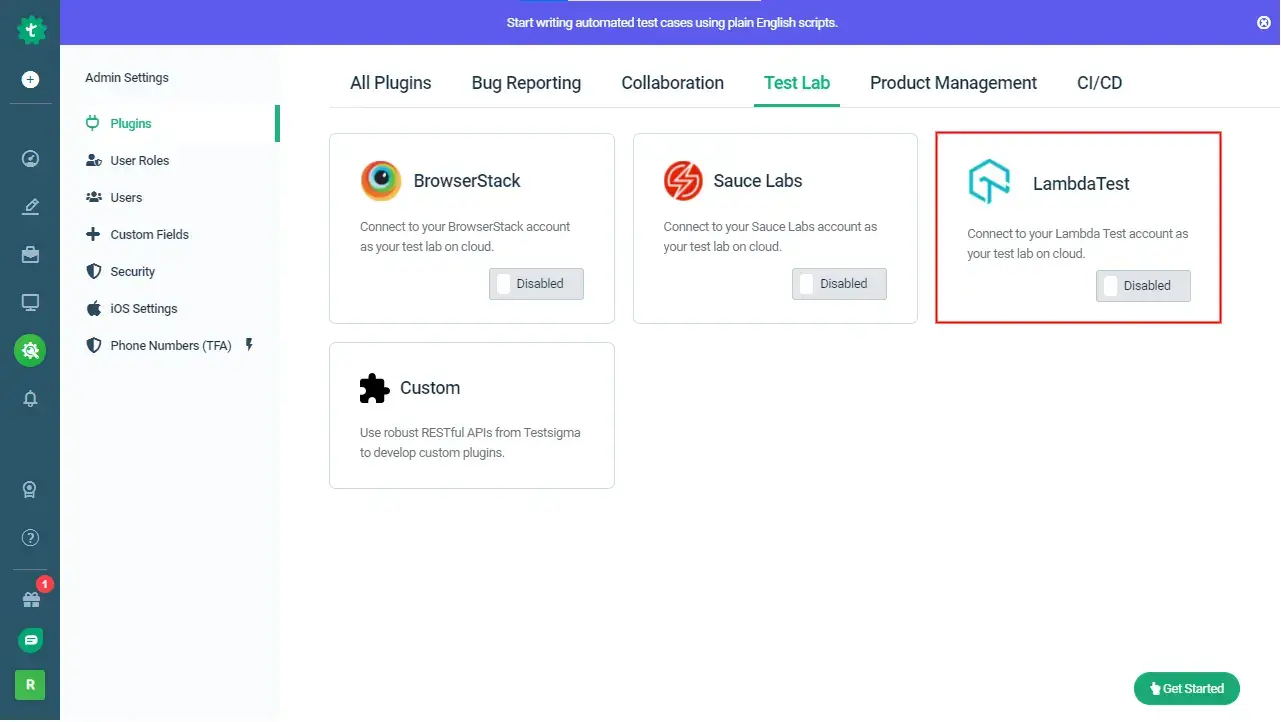 Start writing automated test cases using plain English scripts.
Admin Settings
Plugins
User Roles
Users
Custom Fields
Security
iOS Settings
Phone Numbers (TFA)
All Plugins Bug Reporting Collaboration Test Lab Product Management CI/CD
BrowserStack
Connect to your BrowserStack account
as your test lab on cloud.
Disabled
Sauce Labs
Connect to your Sauce Labs account as
your test lab on cloud.
Disabled
LambdaTest
Connect to your Lambda Test account as
your test lab on cloud.
Disabled
Custom
Use robust RESTful APIs from Testsigma
to develop custom plugins.
1
R
Get Started